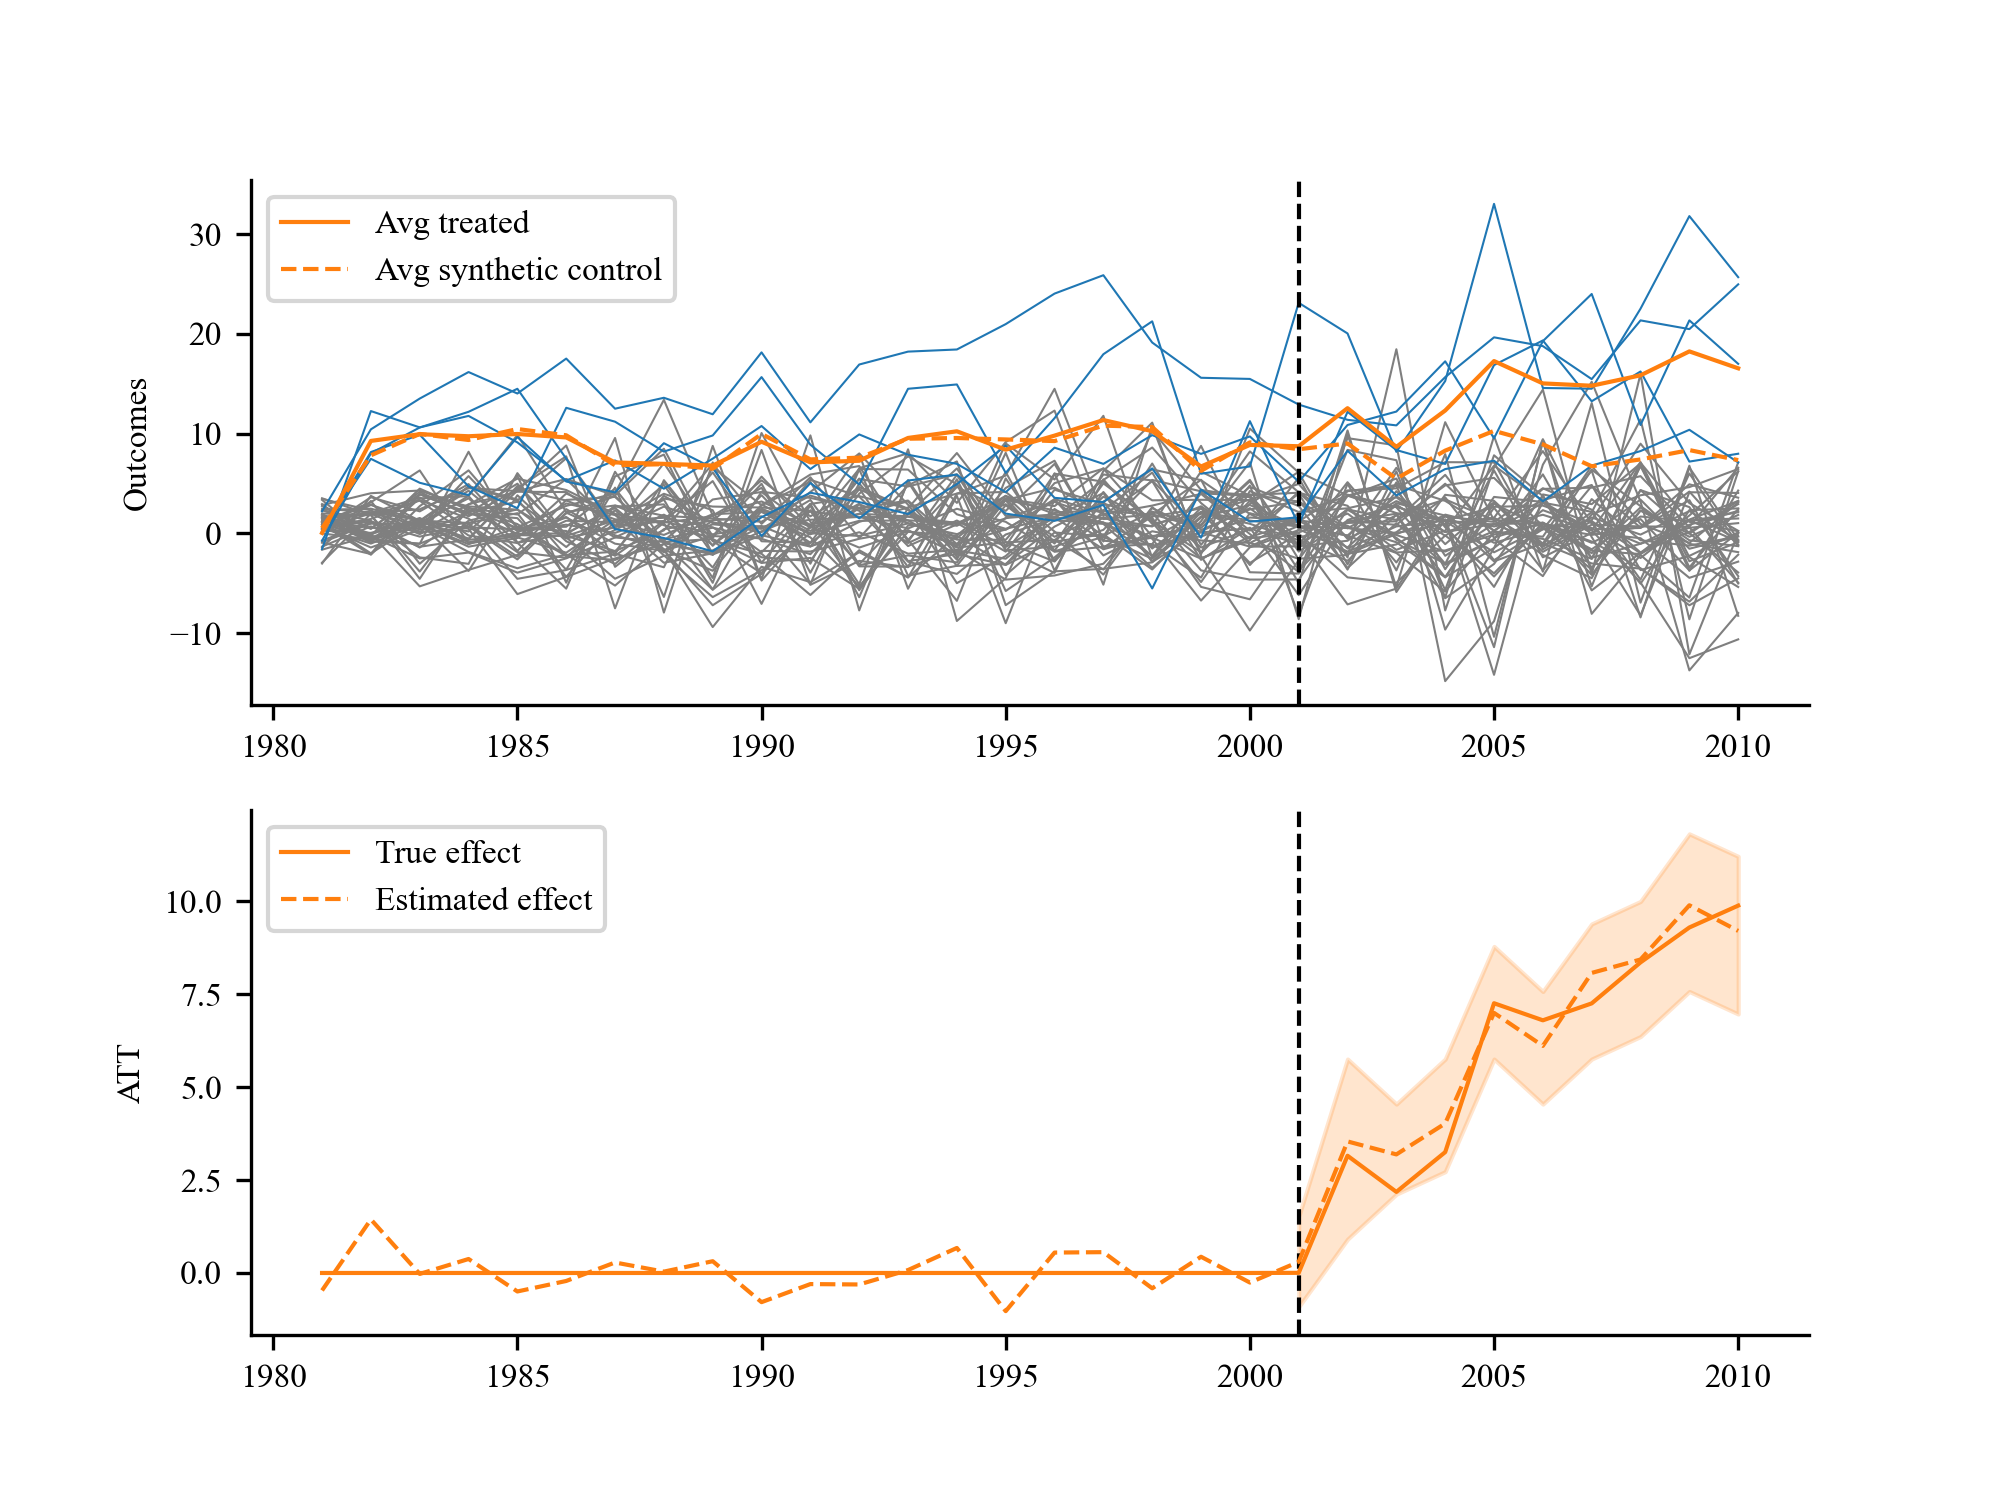 Avg treated
Avg synthetic control
Outcomes
30
20
10
0
−10
1980 1985 1990 1995 2000 2005 2010
True effect
Estimated effect
ATT
10.0
7.5
5.0
2.5
0.0
1980 1985 1990 1995 2000 2005 2010